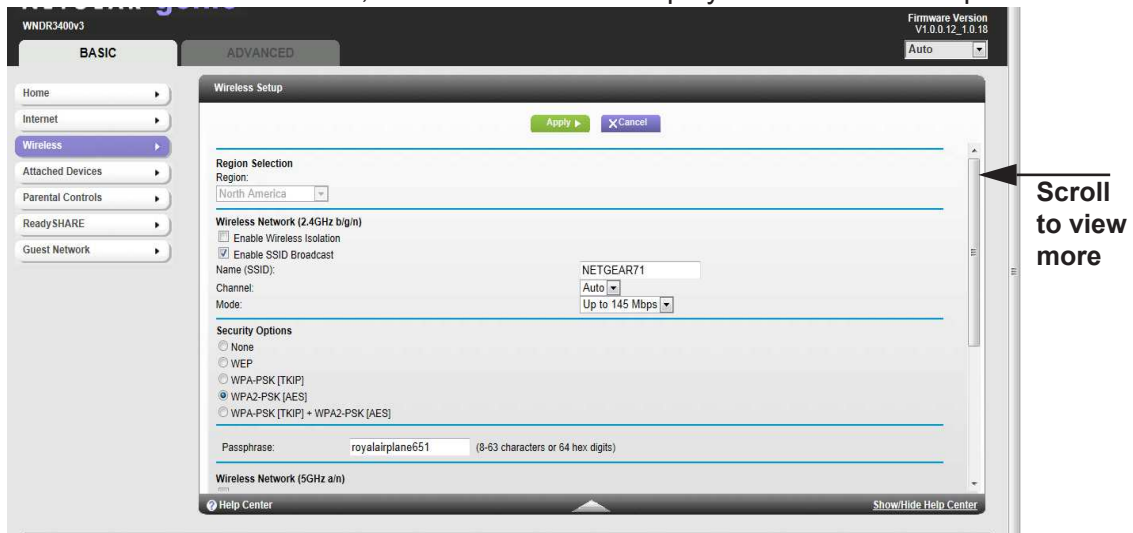 WNDR3400v3
Firmware Version
V1.0.0.12_1.0.18
BASIC
ADVANCED
Auto
Home
Internet
Wireless
Attached Devices
Parental Controls
ReadySHARE
Guest Network
Wireless Setup
Apply
X Cancel
Region Selection
Region:
North America
Wireless Network (2.4GHz b/g/n)
Enable Wireless Isolation
Enable SSID Broadcast
Name (SSID): NETGEAR71
Channel: Auto
Mode: Up to 145 Mbps
Security Options
None
WEP
WPA-PSK [TKIP]
WPA2-PSK [AES]
WPA-PSK [TKIP] + WPA2-PSK [AES]
Passphrase: royalairplane651 (8-63 characters or 64 hex digits)
Wireless Network (5GHz a/n)
Help Center
Show/Hide Help Center
Scroll
to view
more